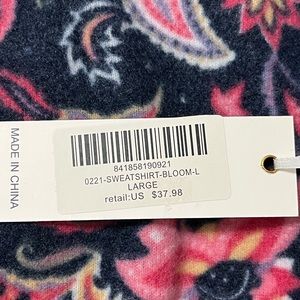 MADE IN CHINA
841858190921
0221-SWEATSHIRT-BLOOM-L
LARGE
retail:US $37.98